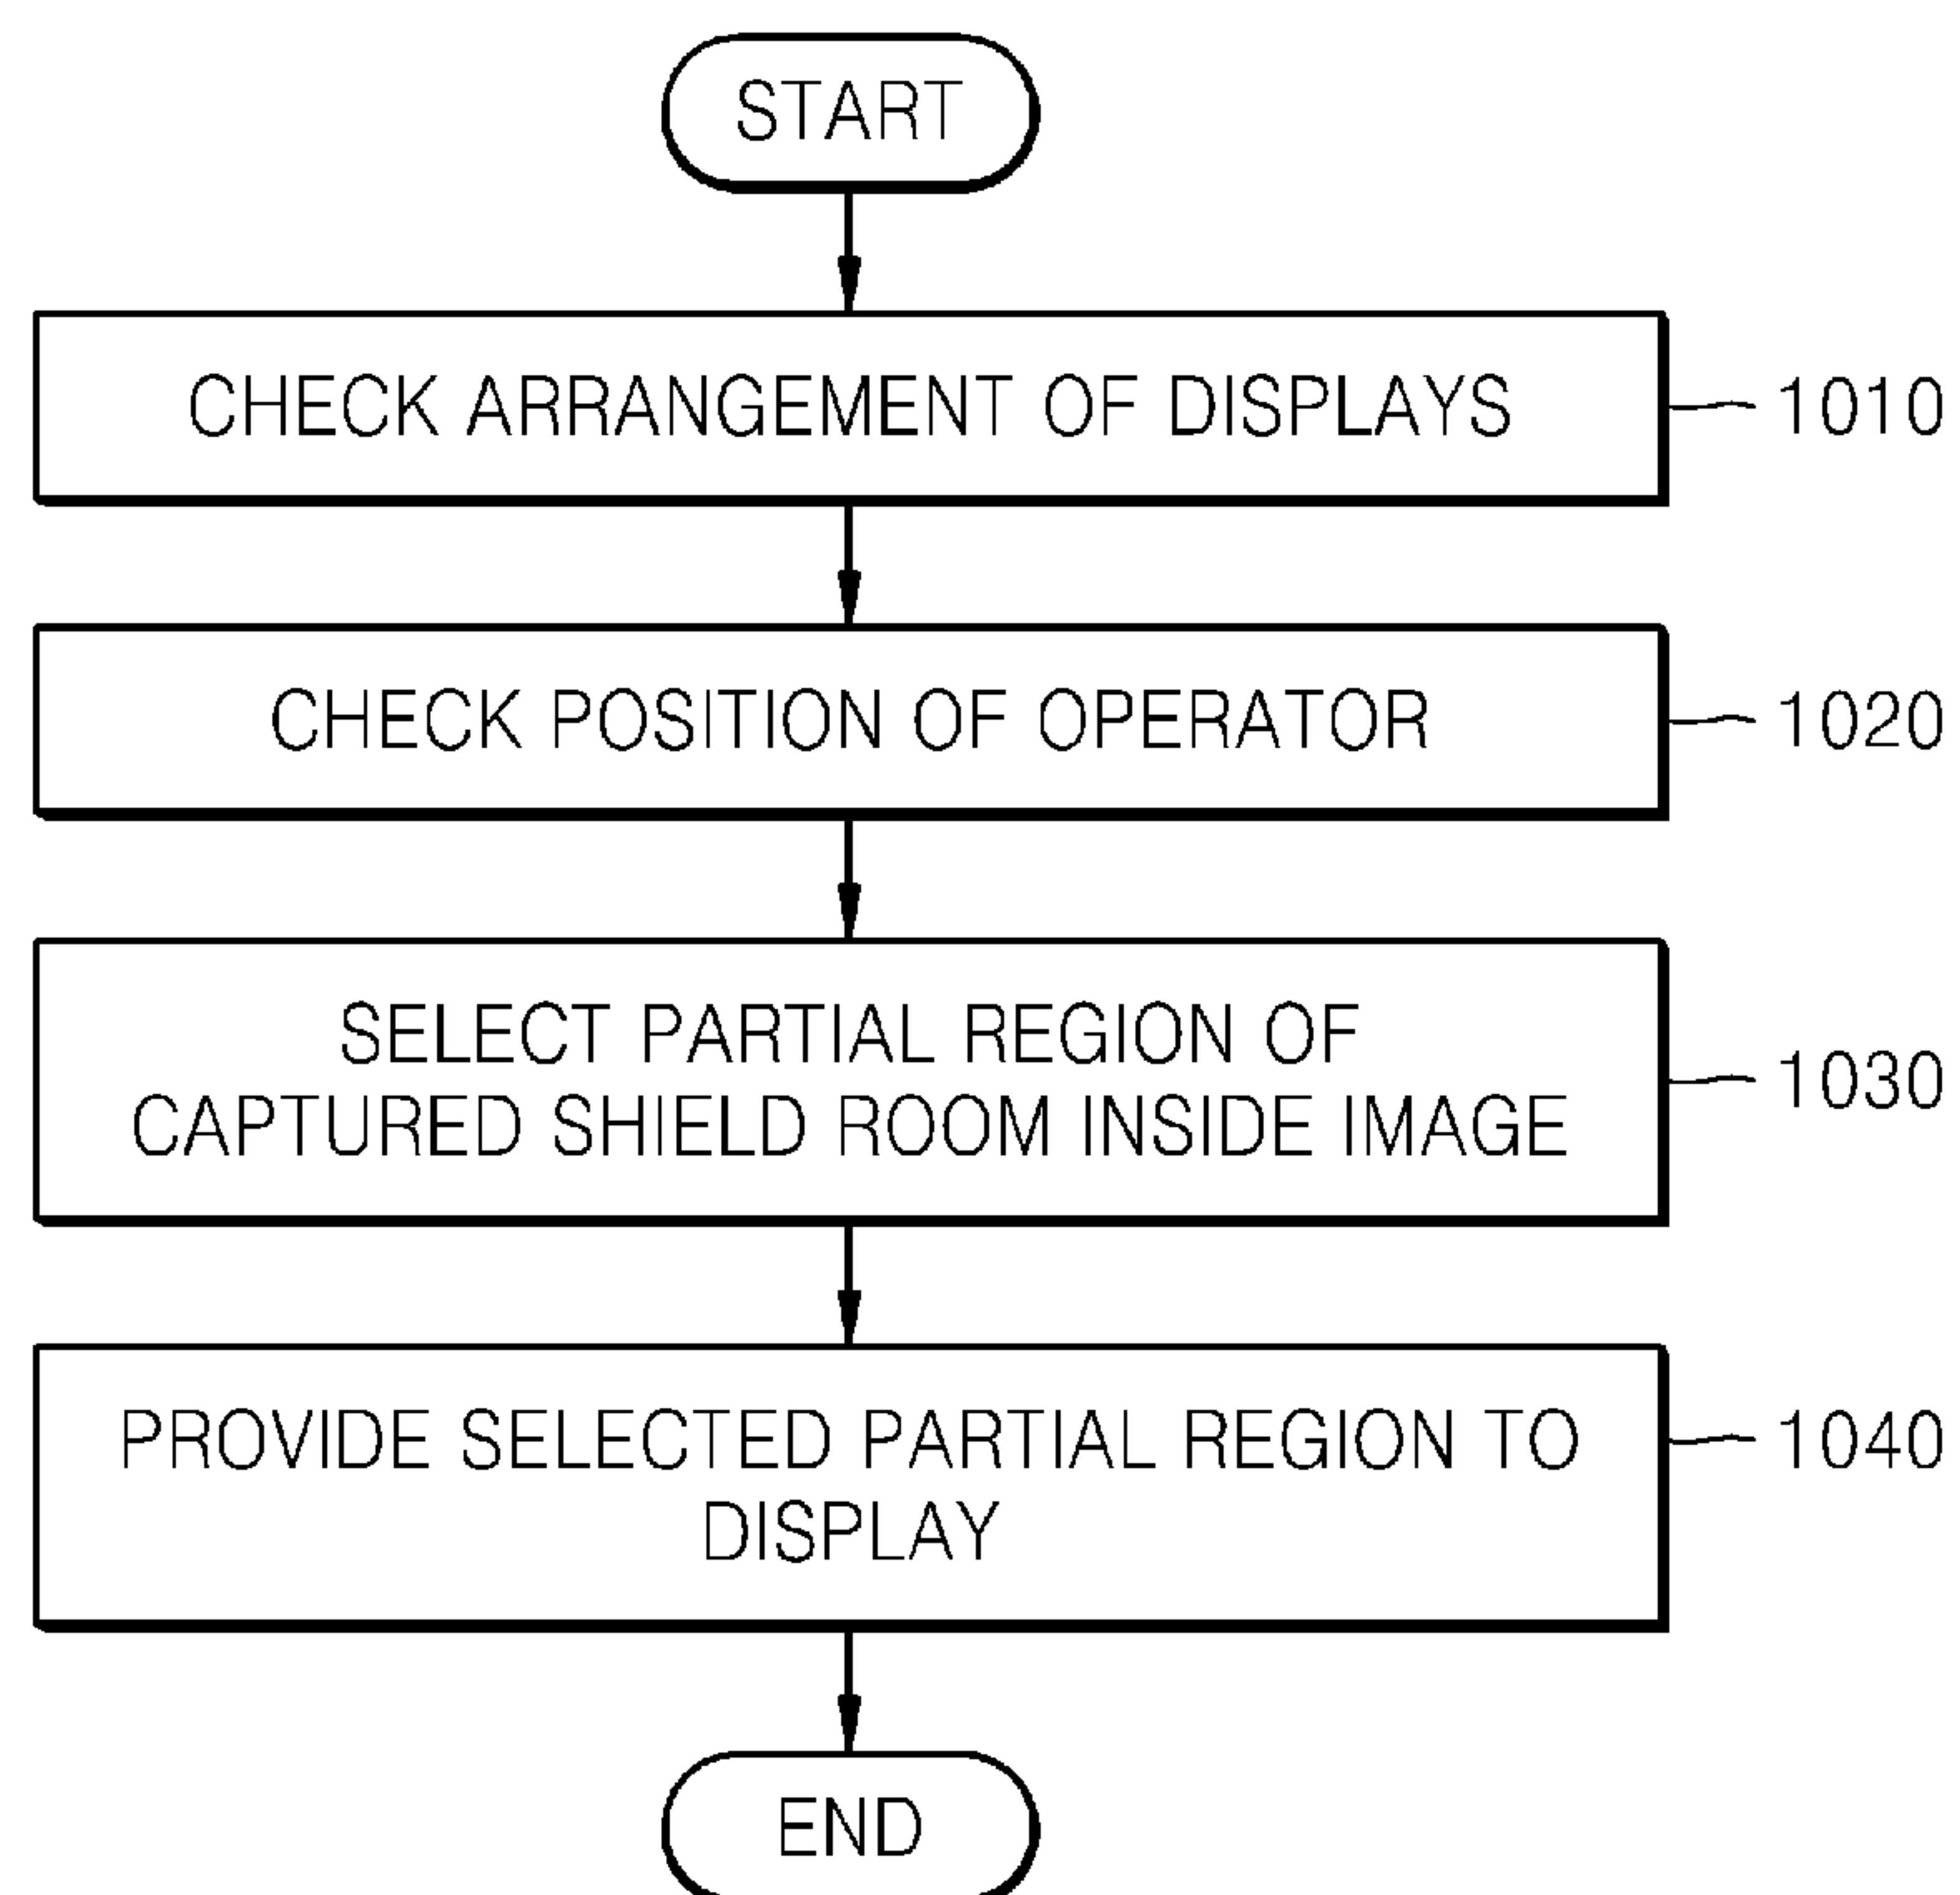 START
CHECK ARRANGEMENT OF DISPLAYS
1010
CHECK POSITION OF OPERATOR
1020
SELECT PARTIAL REGION OF
CAPTURED SHIELD ROOM INSIDE IMAGE
1030
PROVIDE SELECTED PARTIAL REGION TO
DISPLAY
1040
END